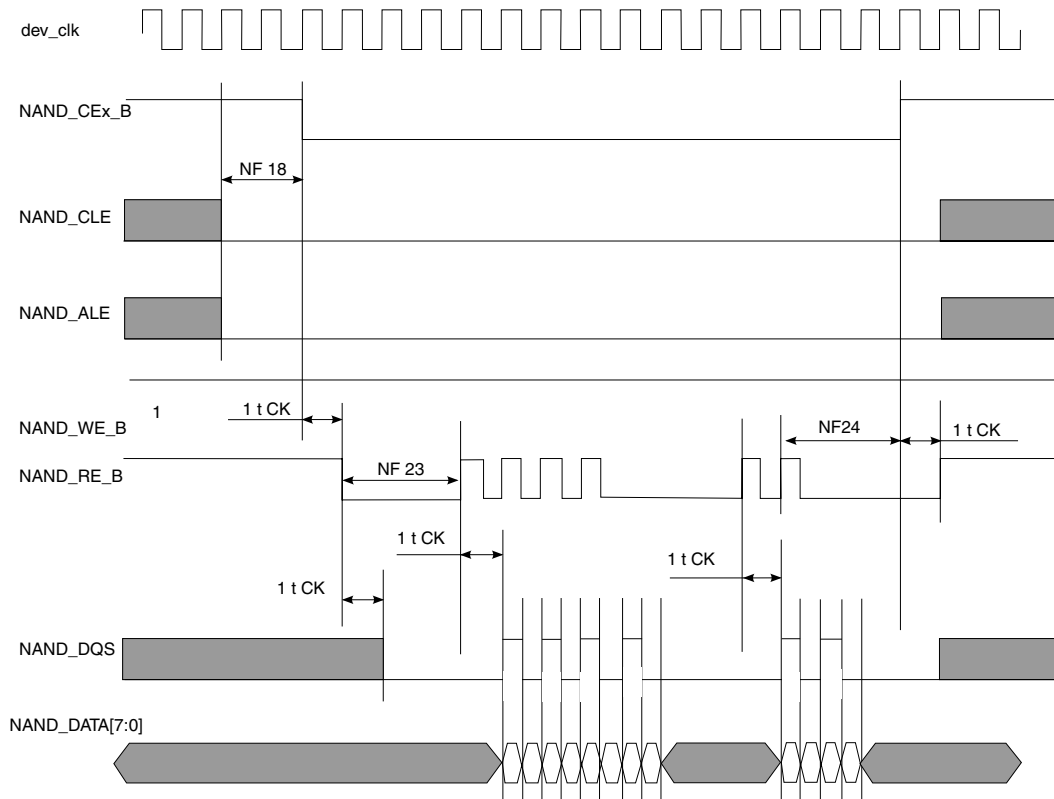 dev_clk
NAND_CEx_B
NF 18
NAND_CLE
NAND_ALE
1
1 t CK
NF24
1 t CK
NAND_WE_B
NF 23
NAND_RE_B
1 t CK
1 t CK
1 t CK
NAND_DQS
NAND_DATA[7:0]